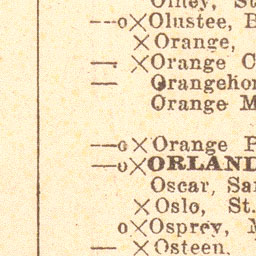 Olney, St
—o×Olustee, B
×Orange,
— ×Orange C
— Orangehom
Orange M
—o×Orange P
—o×ORLAND
Oscar, Sa
×Oslo, St.
o×Osprey, M
— ×Osteen,